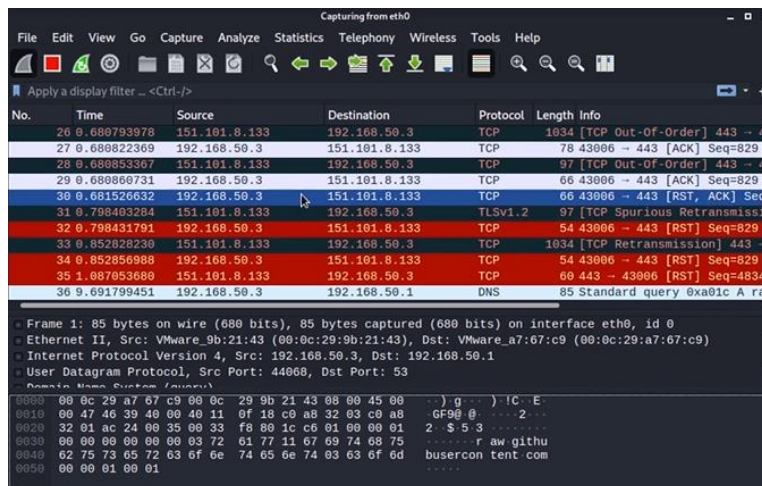 Capturing from eth0
File Edit View Go Capture Analyze Statistics Telephony Wireless Tools Help
Apply a display filter … <Ctrl-/>
No. Time Source Destination Protocol Length Info
26 0.680793978 151.101.8.133 192.168.50.3 TCP 1034 [TCP Out-Of-Order] 443 →
27 0.680822369 192.168.50.3 151.101.8.133 TCP 78 43006 → 443 [ACK] Seq=829
28 0.680853367 151.101.8.133 192.168.50.3 TCP 97 [TCP Out-Of-Order] 443 →
29 0.680860731 192.168.50.3 151.101.8.133 TCP 66 43006 → 443 [ACK] Seq=829
30 0.681526632 192.168.50.3 151.101.8.133 TCP 66 43006 → 443 [RST, ACK] Seq
31 0.798403284 151.101.8.133 192.168.50.3 TLSv1.2 97 [TCP Spurious Retransmiss
32 0.798431791 192.168.50.3 151.101.8.133 TCP 54 43006 → 443 [RST] Seq=829
33 0.852828230 151.101.8.133 192.168.50.3 TCP 1034 [TCP Retransmission] 443
34 0.852856988 192.168.50.3 151.101.8.133 TCP 54 43006 → 443 [RST] Seq=829
35 1.087053680 151.101.8.133 192.168.50.3 TCP 60 443 → 43006 [RST] Seq=4834
36 9.691799451 192.168.50.3 192.168.50.1 DNS 85 Standard query 0xa01c A ra
Frame 1: 85 bytes on wire (680 bits), 85 bytes captured (680 bits) on interface eth0, id 0
Ethernet II, Src: VMware_9b:21:43 (00:0c:29:9b:21:43), Dst: VMware_a7:67:c9 (00:0c:29:a7:67:c9)
Internet Protocol Version 4, Src: 192.168.50.3, Dst: 192.168.50.1
User Datagram Protocol, Src Port: 44068, Dst Port: 53
Domain Name System (query)
0000 00 0c 29 a7 67 c9 00 0c 29 9b 21 43 08 00 45 00 ··)·g··· )·!C··E·
0010 00 47 46 39 40 00 40 11 0f 18 c0 a8 32 03 c0 a8 ·GF9@·@· ····2···
0020 32 01 ac 24 00 35 00 33 f8 80 1c c6 01 00 00 01 2··$·5·3 ········
0030 00 00 00 00 00 00 03 72 61 77 11 67 69 74 68 75 ·······r aw·githu
0040 62 75 73 65 72 63 6f 6e 74 65 6e 74 03 63 6f 6d busercon tent·com
0050 00 00 01 00 01 ·····